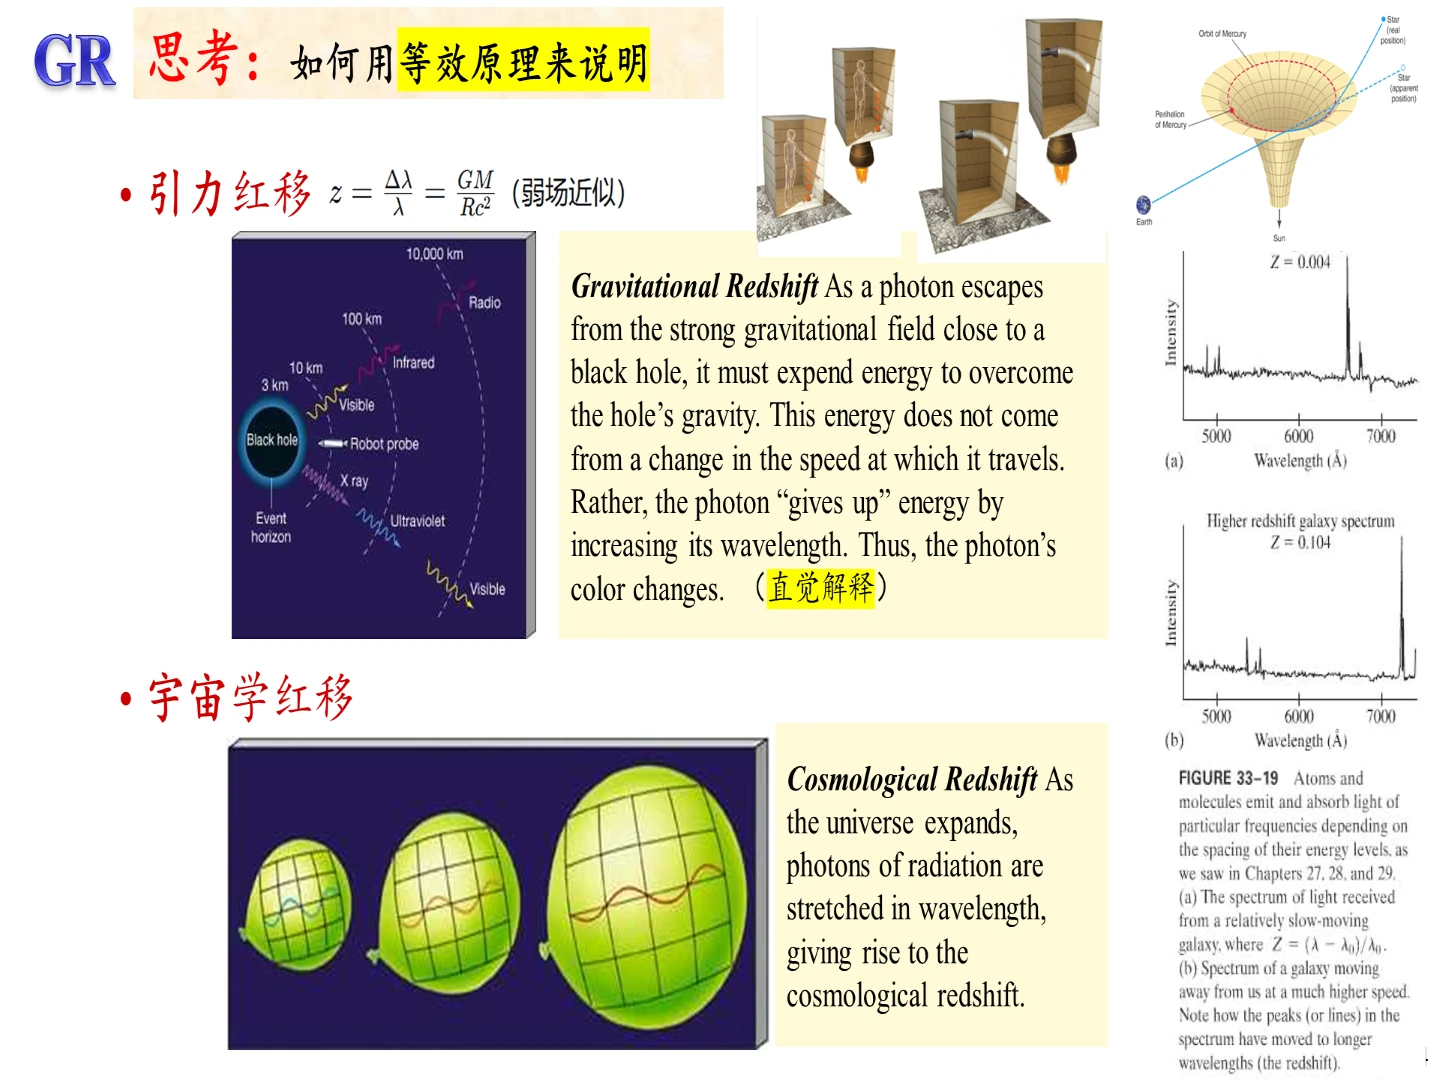 GR 思考：如何用等效原理来说明
• 引力红移 z = Δλ/λ = GM/Rc² (弱场近似)
10,000 km
Radio
100 km
Infrared
10 km
3 km
Visible
Black hole
Robot probe
X ray
Event
horizon
Ultraviolet
Visible
Gravitational Redshift As a photon escapes
from the strong gravitational field close to a
black hole, it must expend energy to overcome
the hole’s gravity. This energy does not come
from a change in the speed at which it travels.
Rather, the photon “gives up” energy by
increasing its wavelength. Thus, the photon’s
color changes. （直觉解释）
• 宇宙学红移
Cosmological Redshift As
the universe expands,
photons of radiation are
stretched in wavelength,
giving rise to the
cosmological redshift.
Star
(real
position)
Orbit of Mercury
Star
(apparent
position)
Perihelion
of Mercury
Earth
Sun
Z = 0.004
Intensity
5000 6000 7000
(a) Wavelength (Å)
Higher redshift galaxy spectrum
Z = 0.104
Intensity
5000 6000 7000
(b) Wavelength (Å)
FIGURE 33–19 Atoms and
molecules emit and absorb light of
particular frequencies depending on
the spacing of their energy levels, as
we saw in Chapters 27, 28, and 29.
(a) The spectrum of light received
from a relatively slow-moving
galaxy, where Z = (λ − λ₀)/λ₀.
(b) Spectrum of a galaxy moving
away from us at a much higher speed.
Note how the peaks (or lines) in the
spectrum have moved to longer
wavelengths (the redshift).